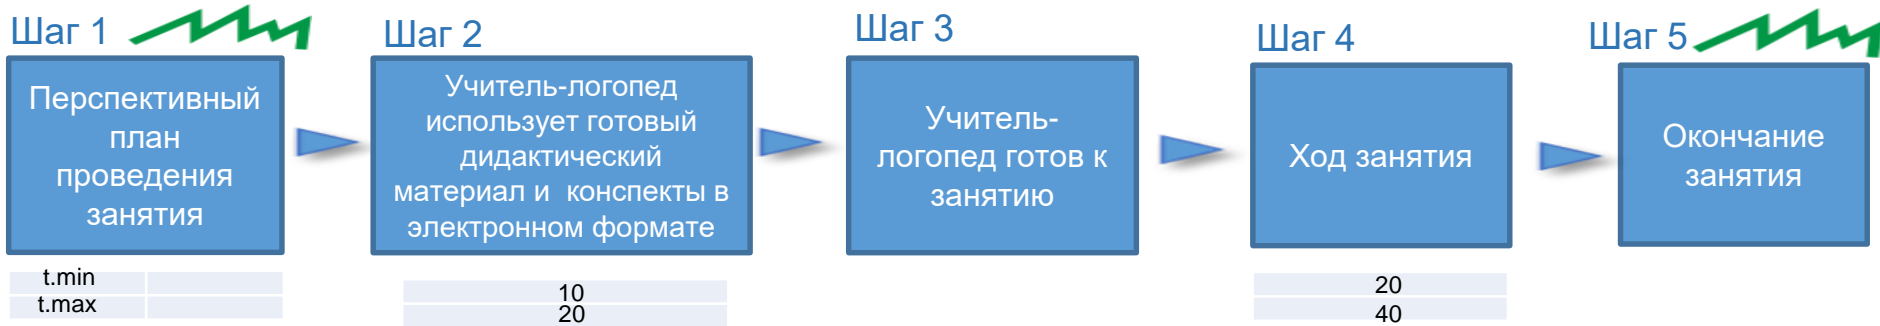 Шаг 1
Перспективный
план
проведения
занятия
t.min
t.max
Шаг 2
Учитель-логопед
использует готовый
дидактический
материал и конспекты в
электронном формате
10
20
Шаг 3
Учитель-
логопед готов к
занятию
Шаг 4
Ход занятия
20
40
Шаг 5
Окончание
занятия